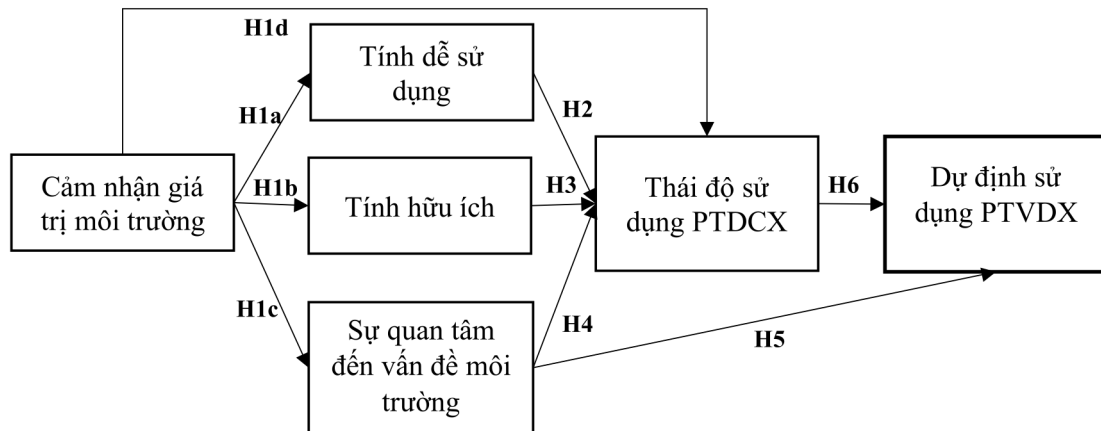 H1d
Tính dễ sử
dụng
H1a
H2
Cảm nhận giá
trị môi trường
H1b
Tính hữu ích
H3
Thái độ sử
dụng PTDCX
H6
Dự định sử
dụng PTVDX
H1c
Sự quan tâm
đến vấn đề môi
trường
H4
H5